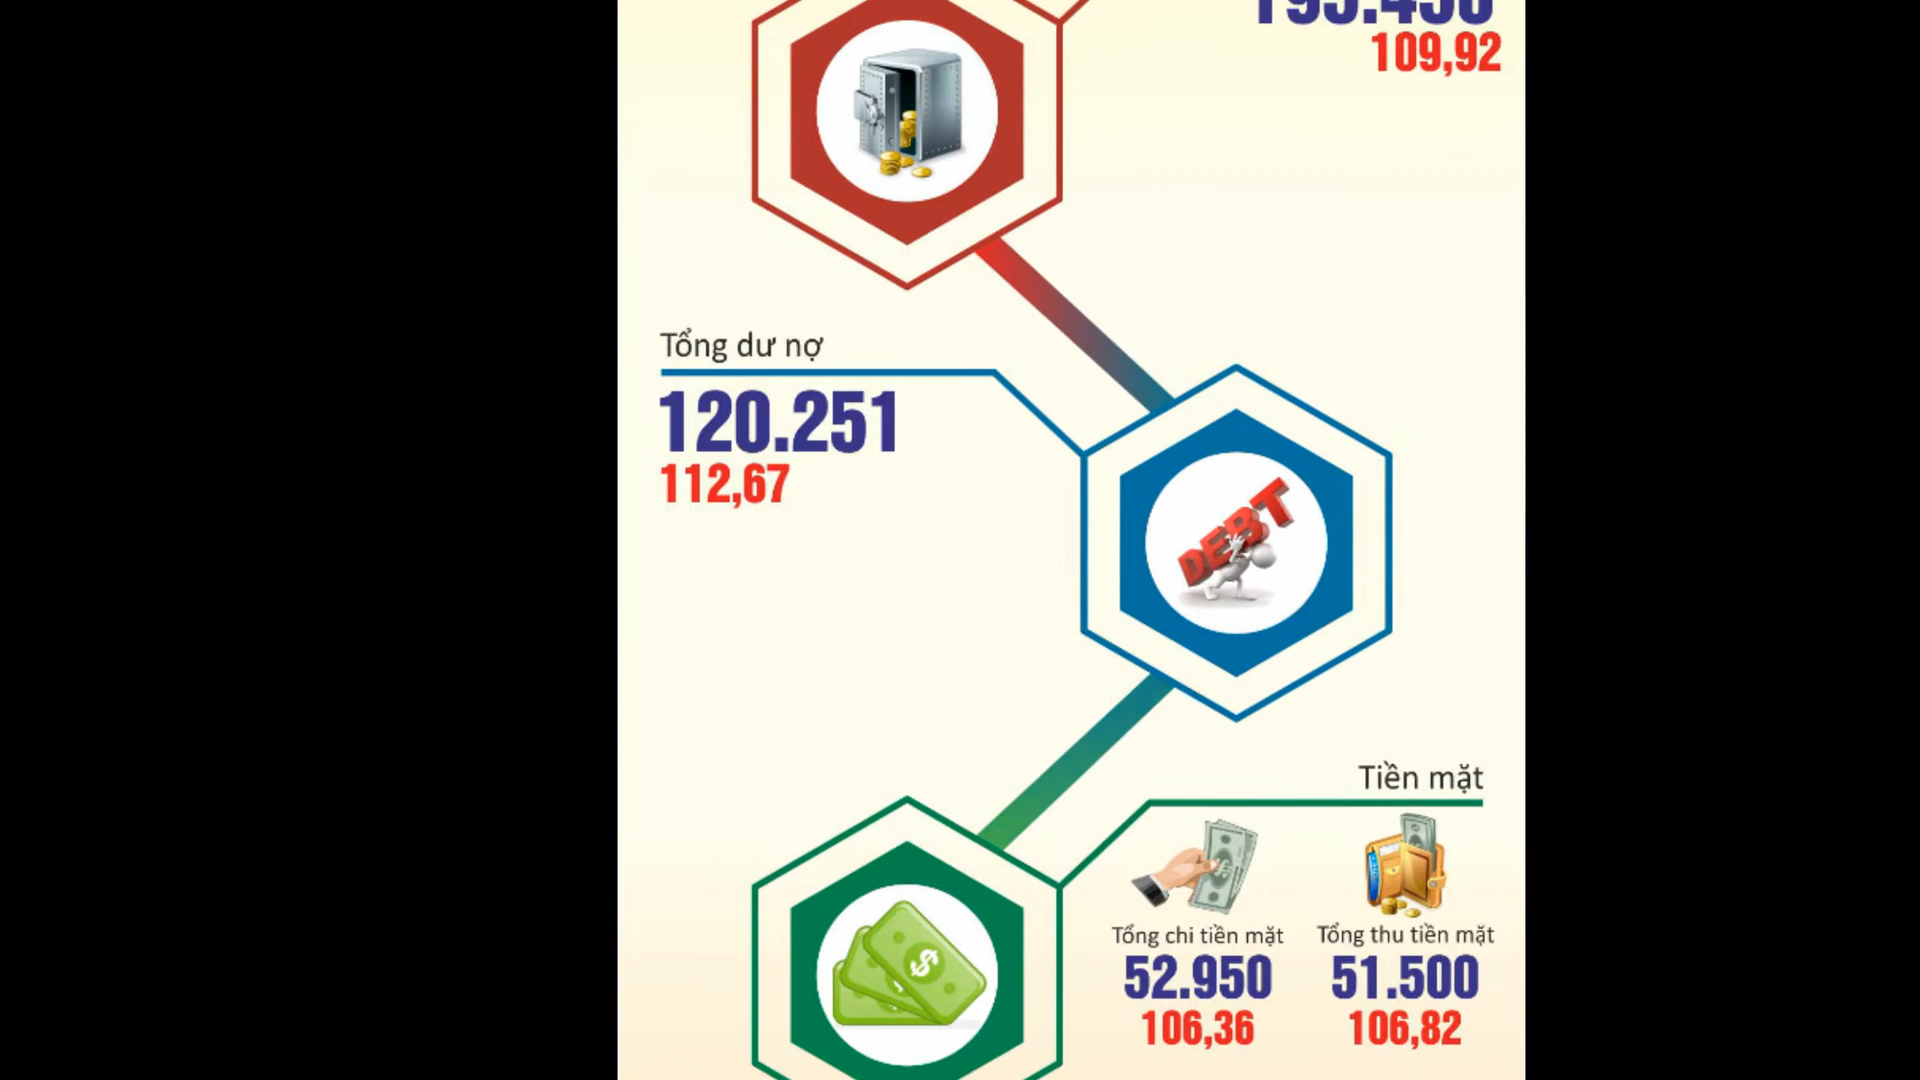 109,92
Tổng dư nợ
120.251
112,67
DEBT
Tiền mặt
Tổng chi tiền mặt
52.950
106,36
Tổng thu tiền mặt
51.500
106,82